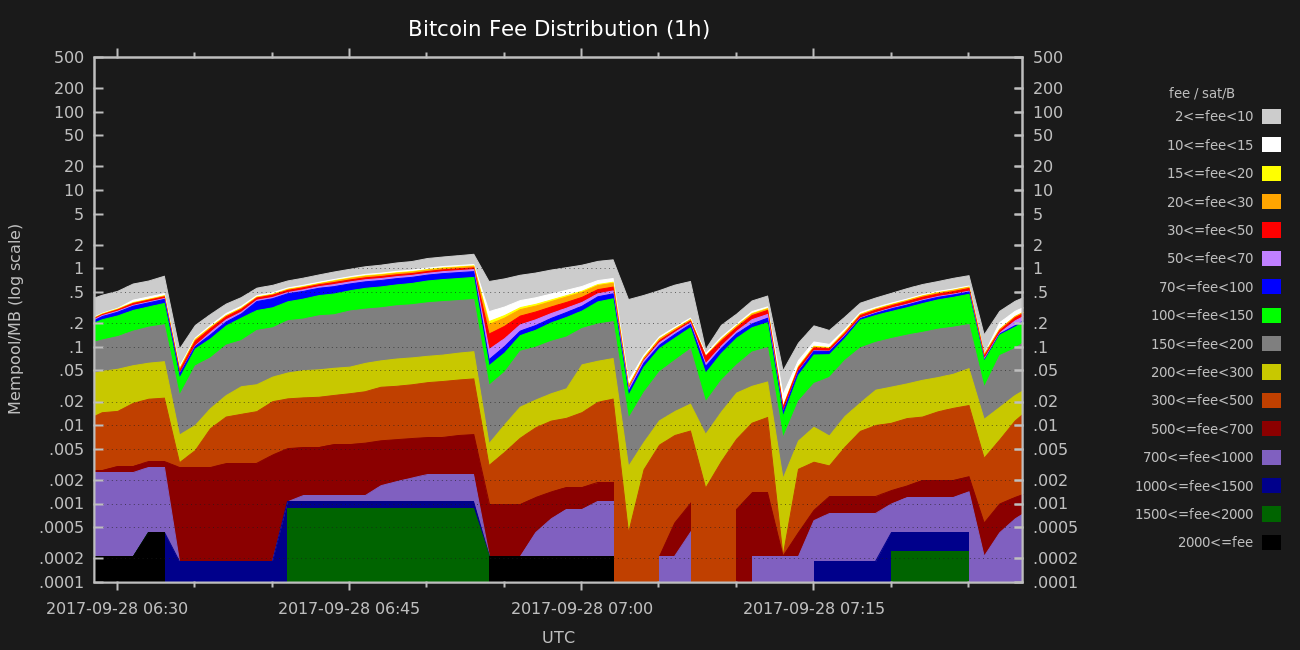 Bitcoin Fee Distribution (1h)
Mempool/MB (log scale)
500
200
100
50
20
10
5
2
1
.5
.2
.1
.05
.02
.01
.005
.002
.001
.0005
.0002
.0001
500
200
100
50
20
10
5
2
1
.5
.2
.1
.05
.02
.01
.005
.002
.001
.0005
.0002
.0001
2017-09-28 06:30 2017-09-28 06:45 2017-09-28 07:00 2017-09-28 07:15
UTC
fee / sat/B
2<=fee<10
10<=fee<15
15<=fee<20
20<=fee<30
30<=fee<50
50<=fee<70
70<=fee<100
100<=fee<150
150<=fee<200
200<=fee<300
300<=fee<500
500<=fee<700
700<=fee<1000
1000<=fee<1500
1500<=fee<2000
2000<=fee